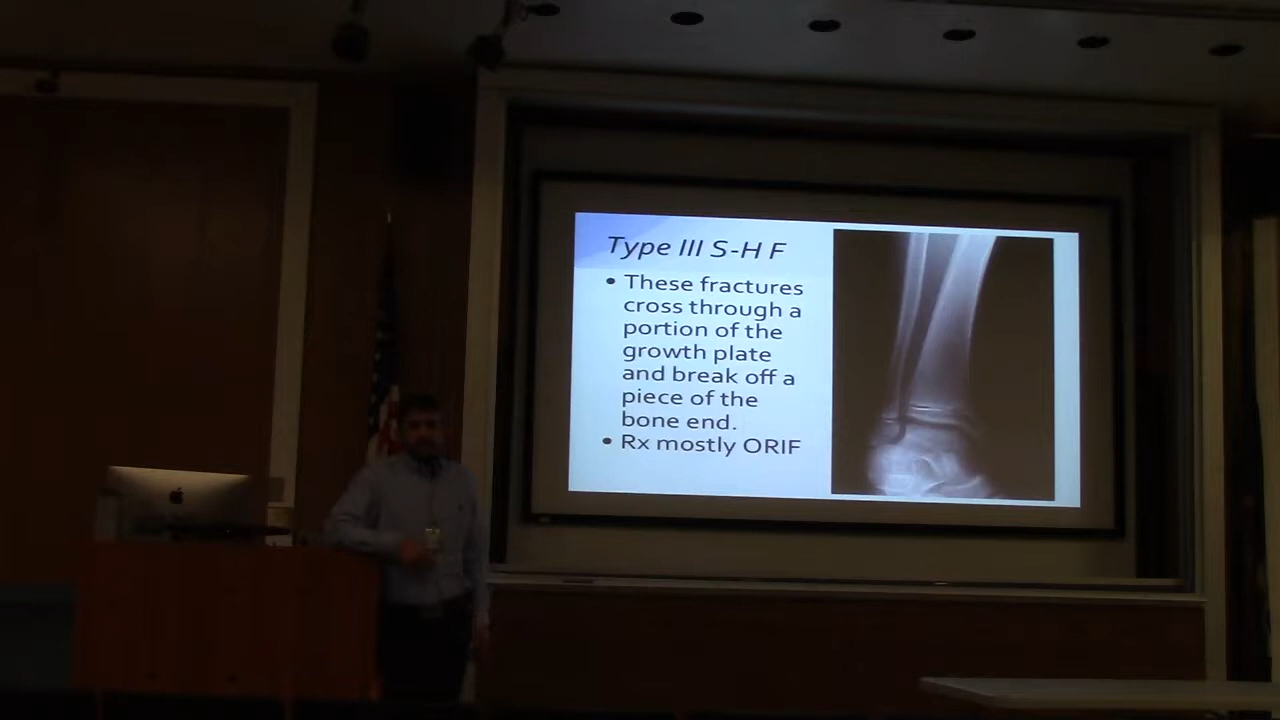 Type III S-H F
• These fractures
cross through a
portion of the
growth plate
and break off a
piece of the
bone end.
• Rx mostly ORIF